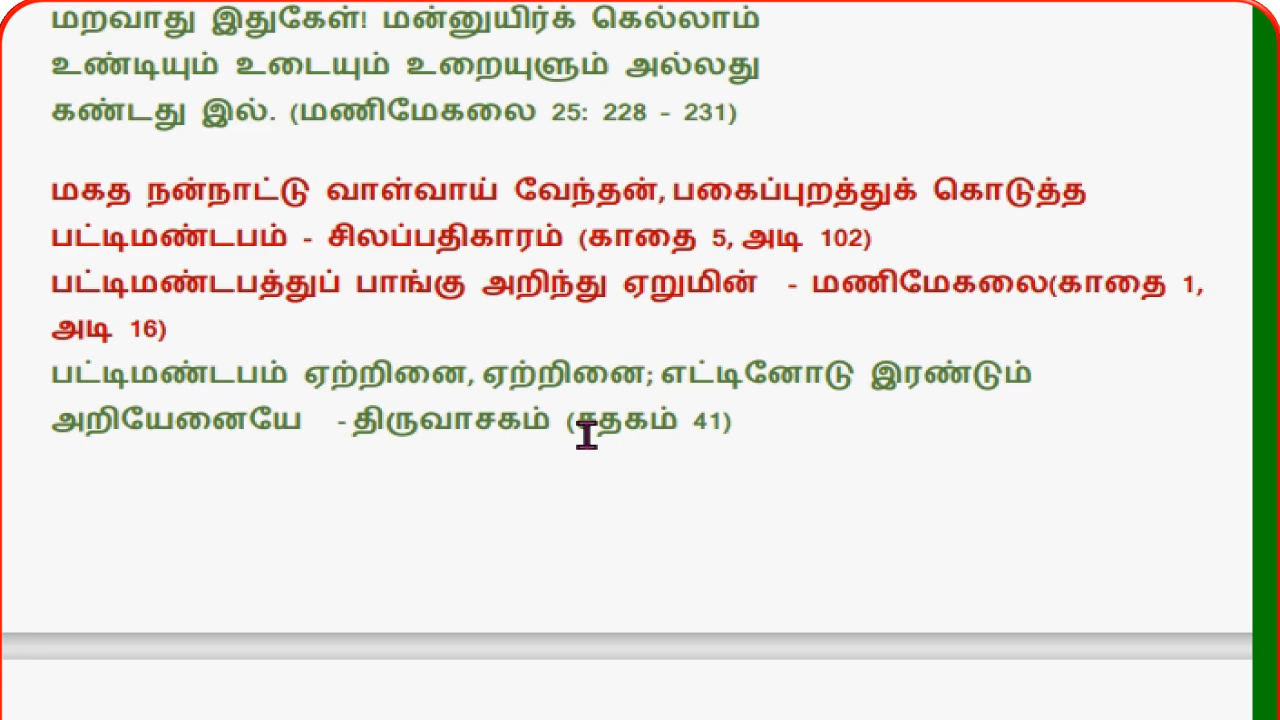 மறவாது இதுகேள்! மன்னுயிர்க் கெல்லாம்
உண்டியும் உடையும் உறையுளும் அல்லது
கண்டது இல். (மணிமேகலை 25: 228 - 231)
மகத நன்நாட்டு வாள்வாய் வேந்தன், பகைப்புறத்துக் கொடுத்த
பட்டிமண்டபம் - சிலப்பதிகாரம் (காதை 5, அடி 102)
பட்டிமண்டபத்துப் பாங்கு அறிந்து ஏறுமின் - மணிமேகலை(காதை 1,
அடி 16)
பட்டிமண்டபம் ஏற்றினை, ஏற்றினை; எட்டினோடு இரண்டும்
அறியேனையே - திருவாசகம் (சதகம் 41)